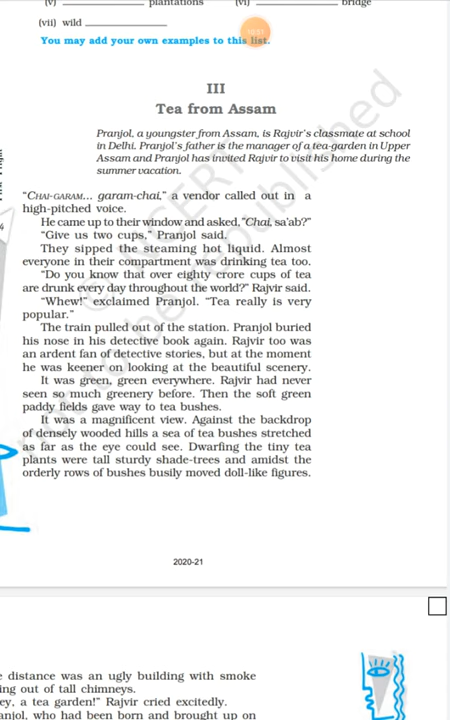 (v) plantations (vi) bridge
(vii) wild
You may add your own examples to this list.
III
Tea from Assam
Pranjol, a youngster from Assam, is Rajvir's classmate at school
in Delhi. Pranjol's father is the manager of a tea-garden in Upper
Assam and Pranjol has invited Rajvir to visit his home during the
summer vacation.
"CHAI-GARAM... garam-chai," a vendor called out in a
high-pitched voice.
He came up to their window and asked, "Chai, sa'ab?"
"Give us two cups," Pranjol said.
They sipped the steaming hot liquid. Almost
everyone in their compartment was drinking tea too.
"Do you know that over eighty crore cups of tea
are drunk every day throughout the world?" Rajvir said.
"Whew!" exclaimed Pranjol. "Tea really is very
popular."
The train pulled out of the station. Pranjol buried
his nose in his detective book again. Rajvir too was
an ardent fan of detective stories, but at the moment
he was keener on looking at the beautiful scenery.
It was green, green everywhere. Rajvir had never
seen so much greenery before. Then the soft green
paddy fields gave way to tea bushes.
It was a magnificent view. Against the backdrop
of densely wooded hills a sea of tea bushes stretched
as far as the eye could see. Dwarfing the tiny tea
plants were tall sturdy shade-trees and amidst the
orderly rows of bushes busily moved doll-like figures.
2020-21
distance was an ugly building with smoke
out of tall chimneys.
a tea garden!" Rajvir cried excitedly.
who had been born and brought up on